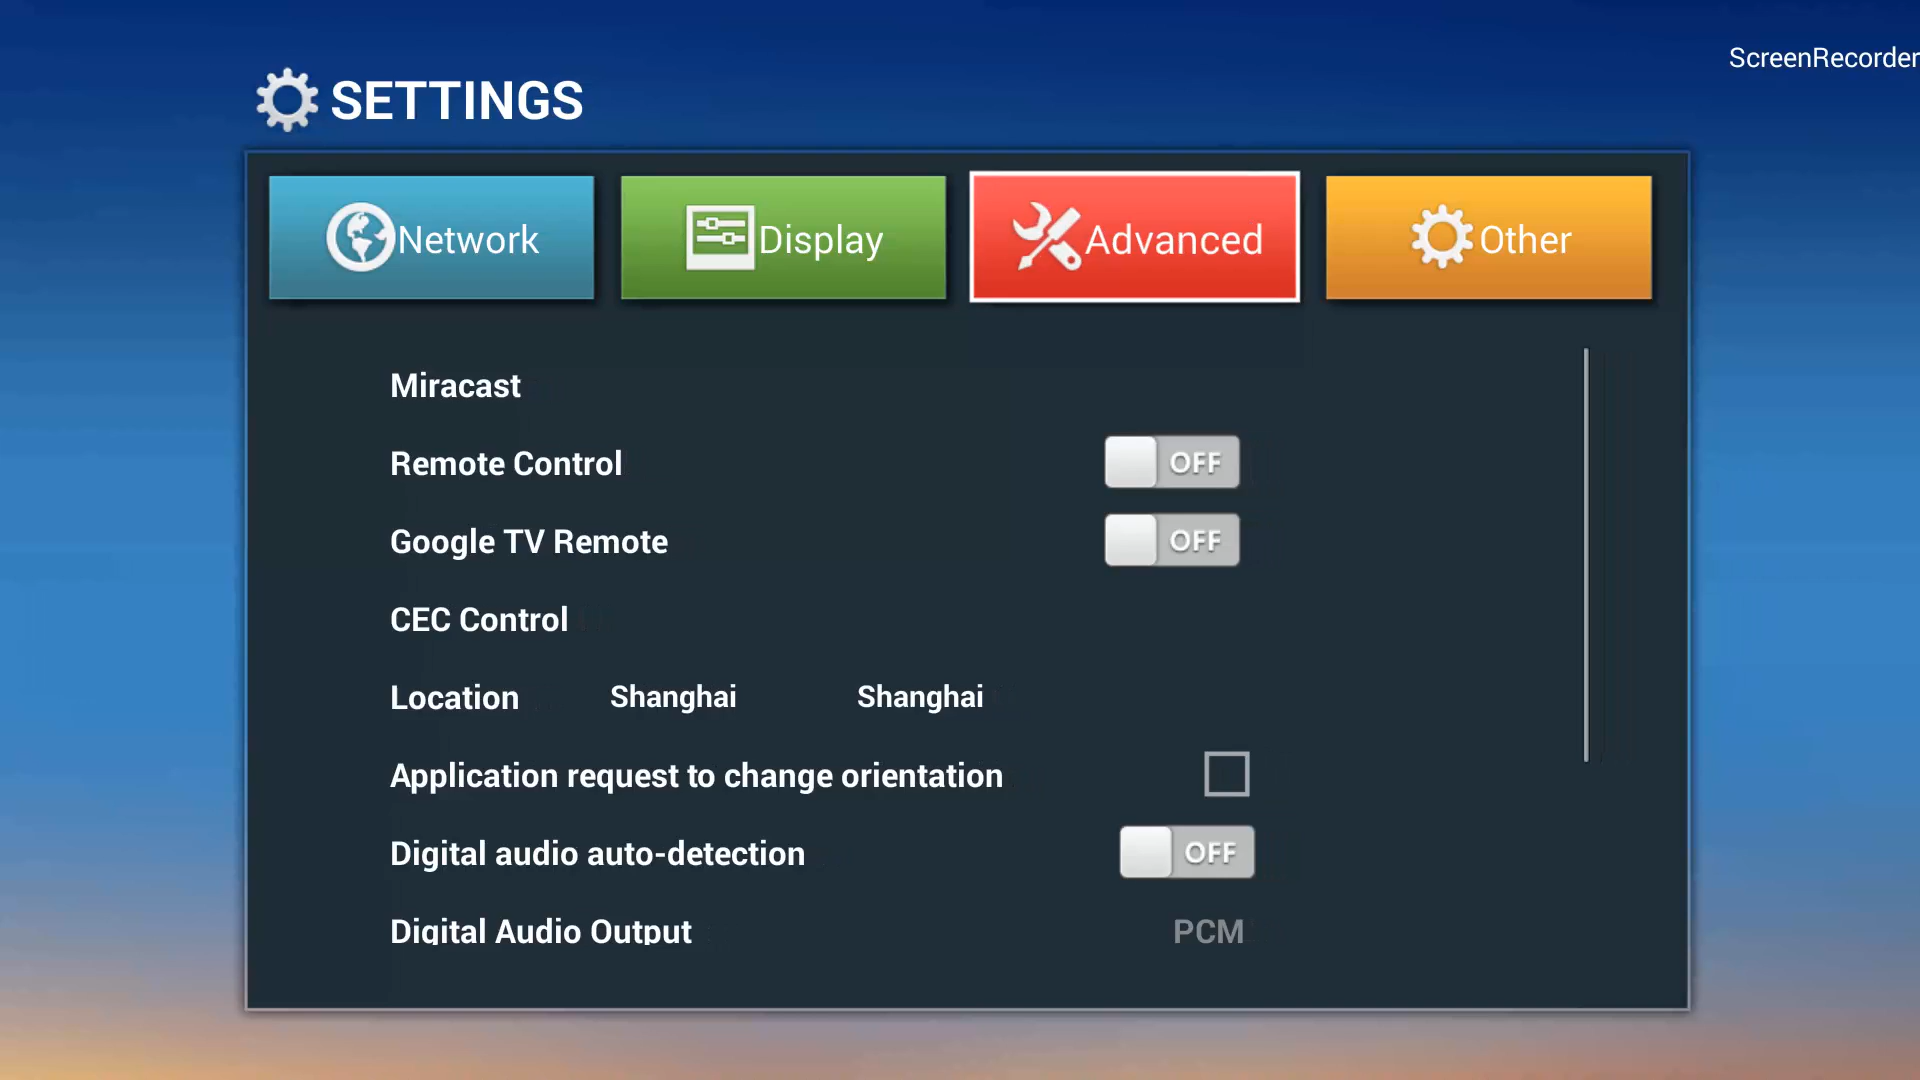 ScreenRecorder
SETTINGS
Network Display Advanced Other
Miracast
Remote Control OFF
Google TV Remote OFF
CEC Control
Location Shanghai Shanghai
Application request to change orientation
Digital audio auto-detection OFF
Digital Audio Output PCM